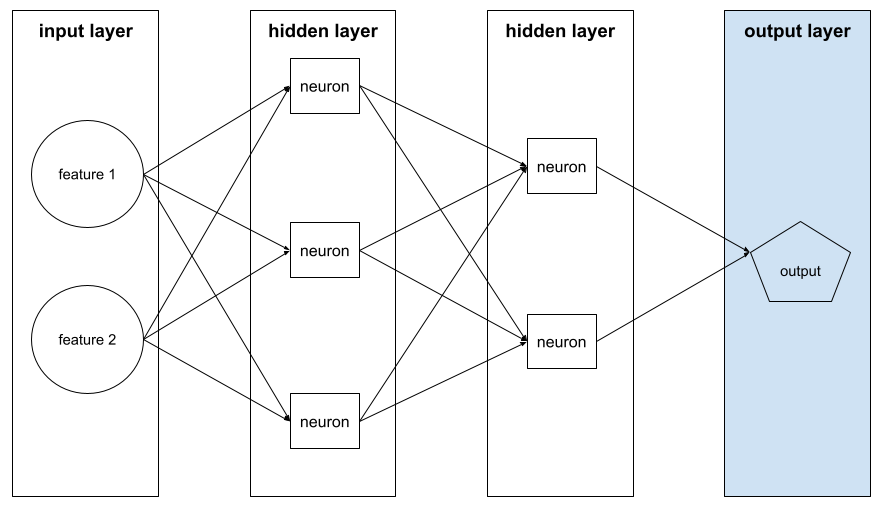 input layer
hidden layer
hidden layer
output layer
feature 1
feature 2
neuron
neuron
neuron
neuron
neuron
output